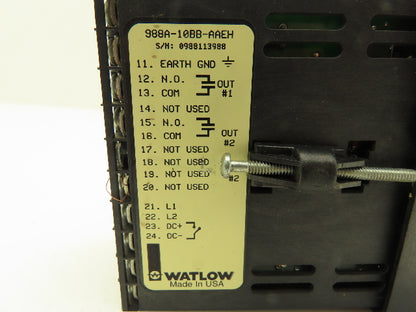 988A-10BB-AAEH
S/N: 098B113988
11. EARTH GND
12. N.O.
13. COM
OUT
#1
14. NOT USED
15. N.O.
16. COM
OUT
#2
17. NOT USED
18. NOT USED
19. NOT USED
#2
20. NOT USED
21. L1
22. L2
23. DC+
24. DC-
WATLOW
Made In USA